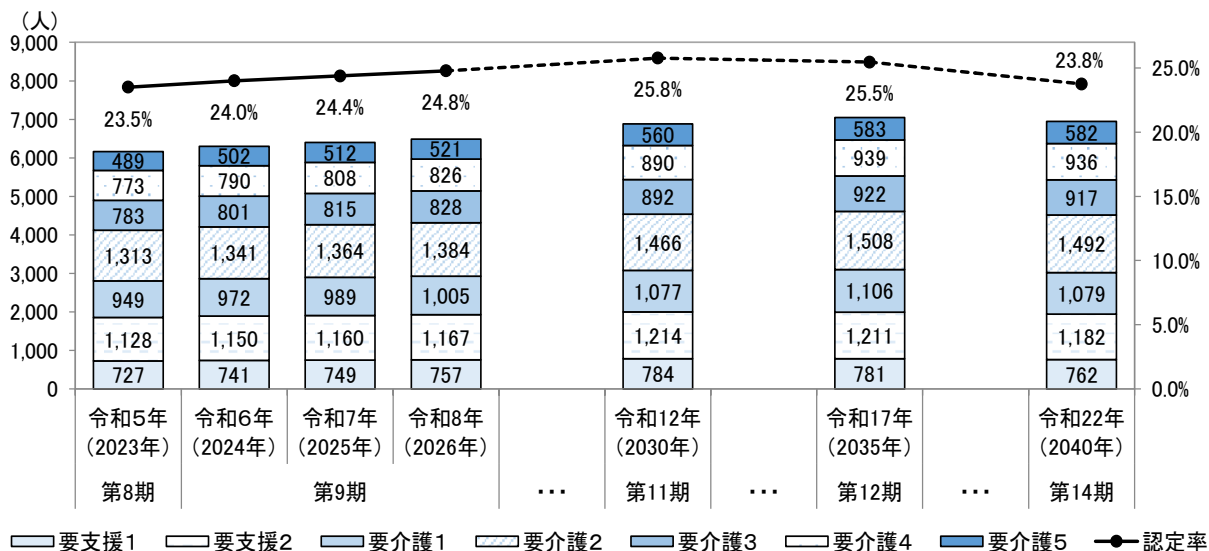 （人）
9,000
8,000
7,000
6,000
5,000
4,000
3,000
2,000
1,000
0
25.0%
20.0%
15.0%
10.0%
5.0%
0.0%
23.5% 24.0% 24.4% 24.8% 25.8% 25.5% 23.8%
489 502 512 521 560 583 582
773 790 808 826 890 939 936
783 801 815 828 892 922 917
1,313 1,341 1,364 1,384 1,466 1,508 1,492
949 972 989 1,005 1,077 1,106 1,079
1,128 1,150 1,160 1,167 1,214 1,211 1,182
727 741 749 757 784 781 762
令和5年 令和6年 令和7年 令和8年 令和12年 令和17年 令和22年
（2023年） （2024年） （2025年） （2026年） （2030年） （2035年） （2040年）
第8期 第9期 … 第11期 … 第12期 … 第14期
要支援1 要支援2 要介護1 要介護2 要介護3 要介護4 要介護5 認定率